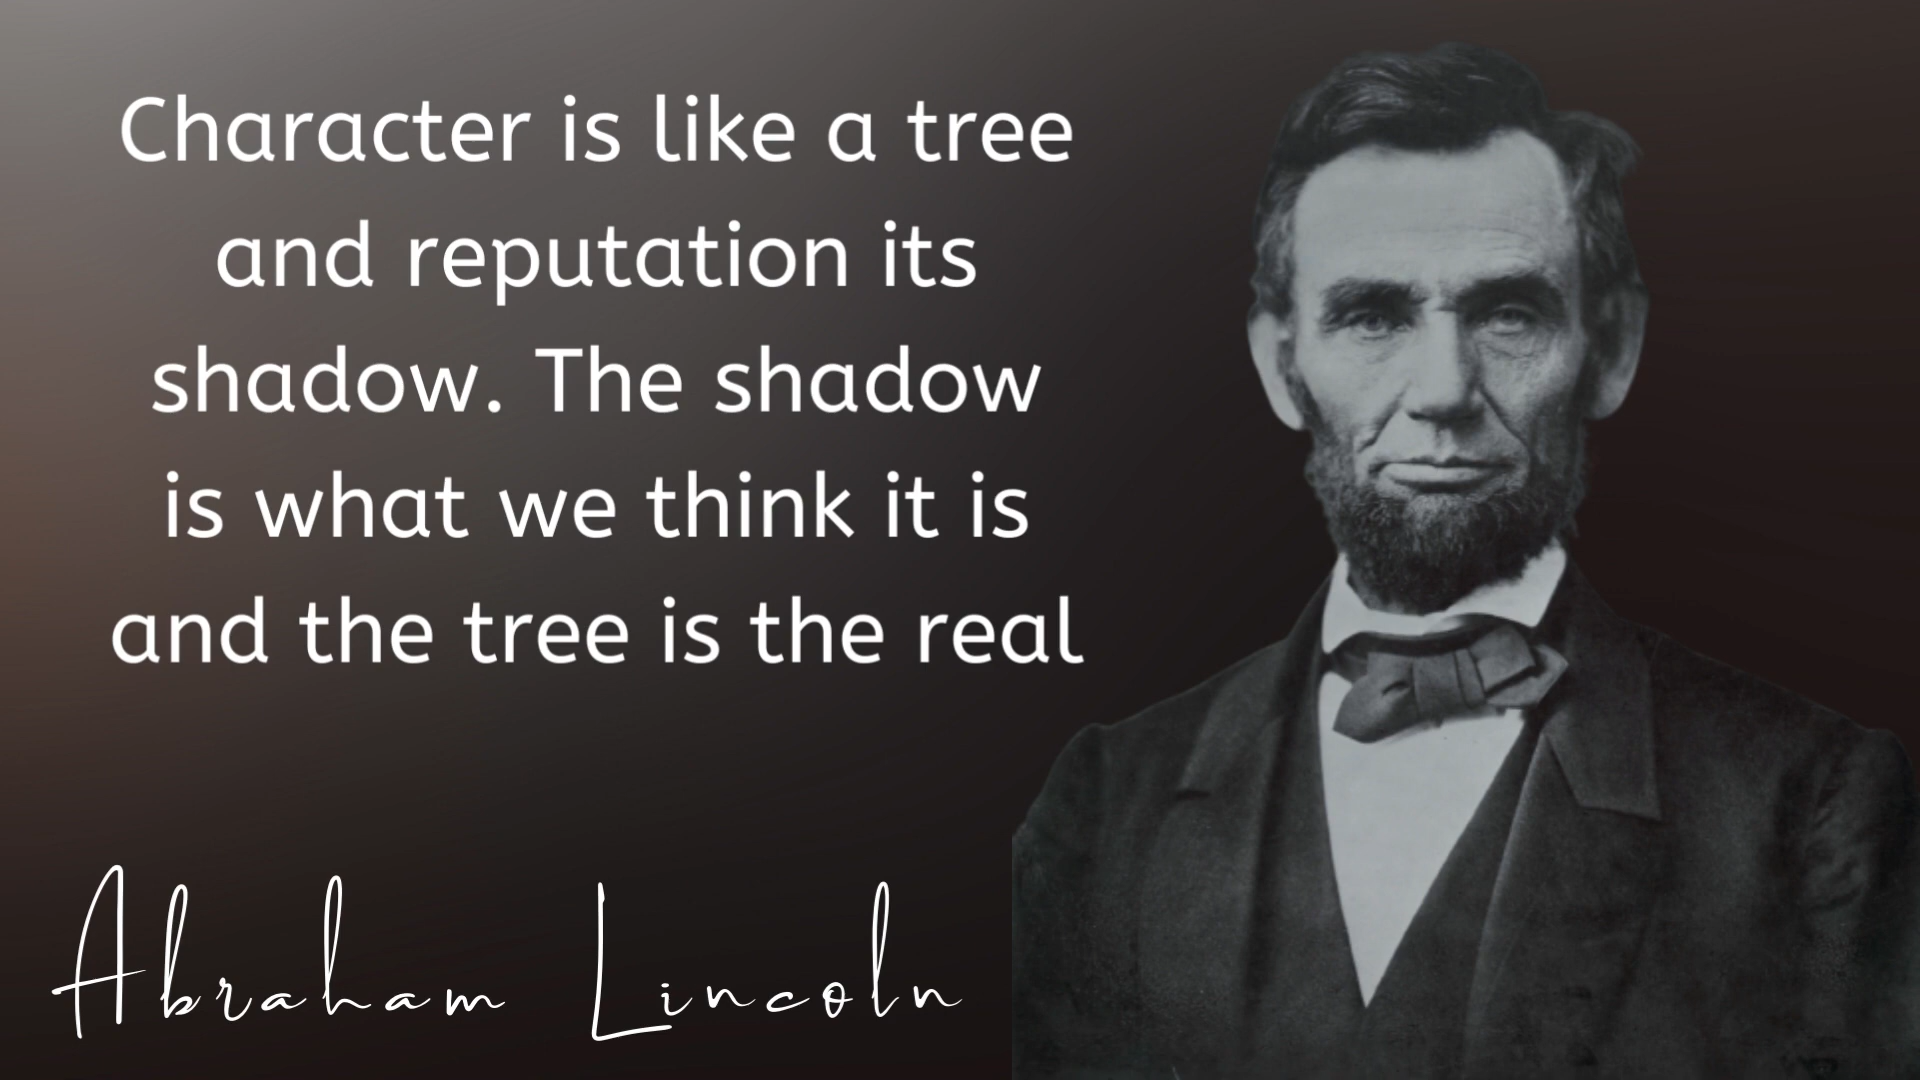 Character is like a tree
and reputation its
shadow. The shadow
is what we think it is
and the tree is the real
Abraham Lincoln